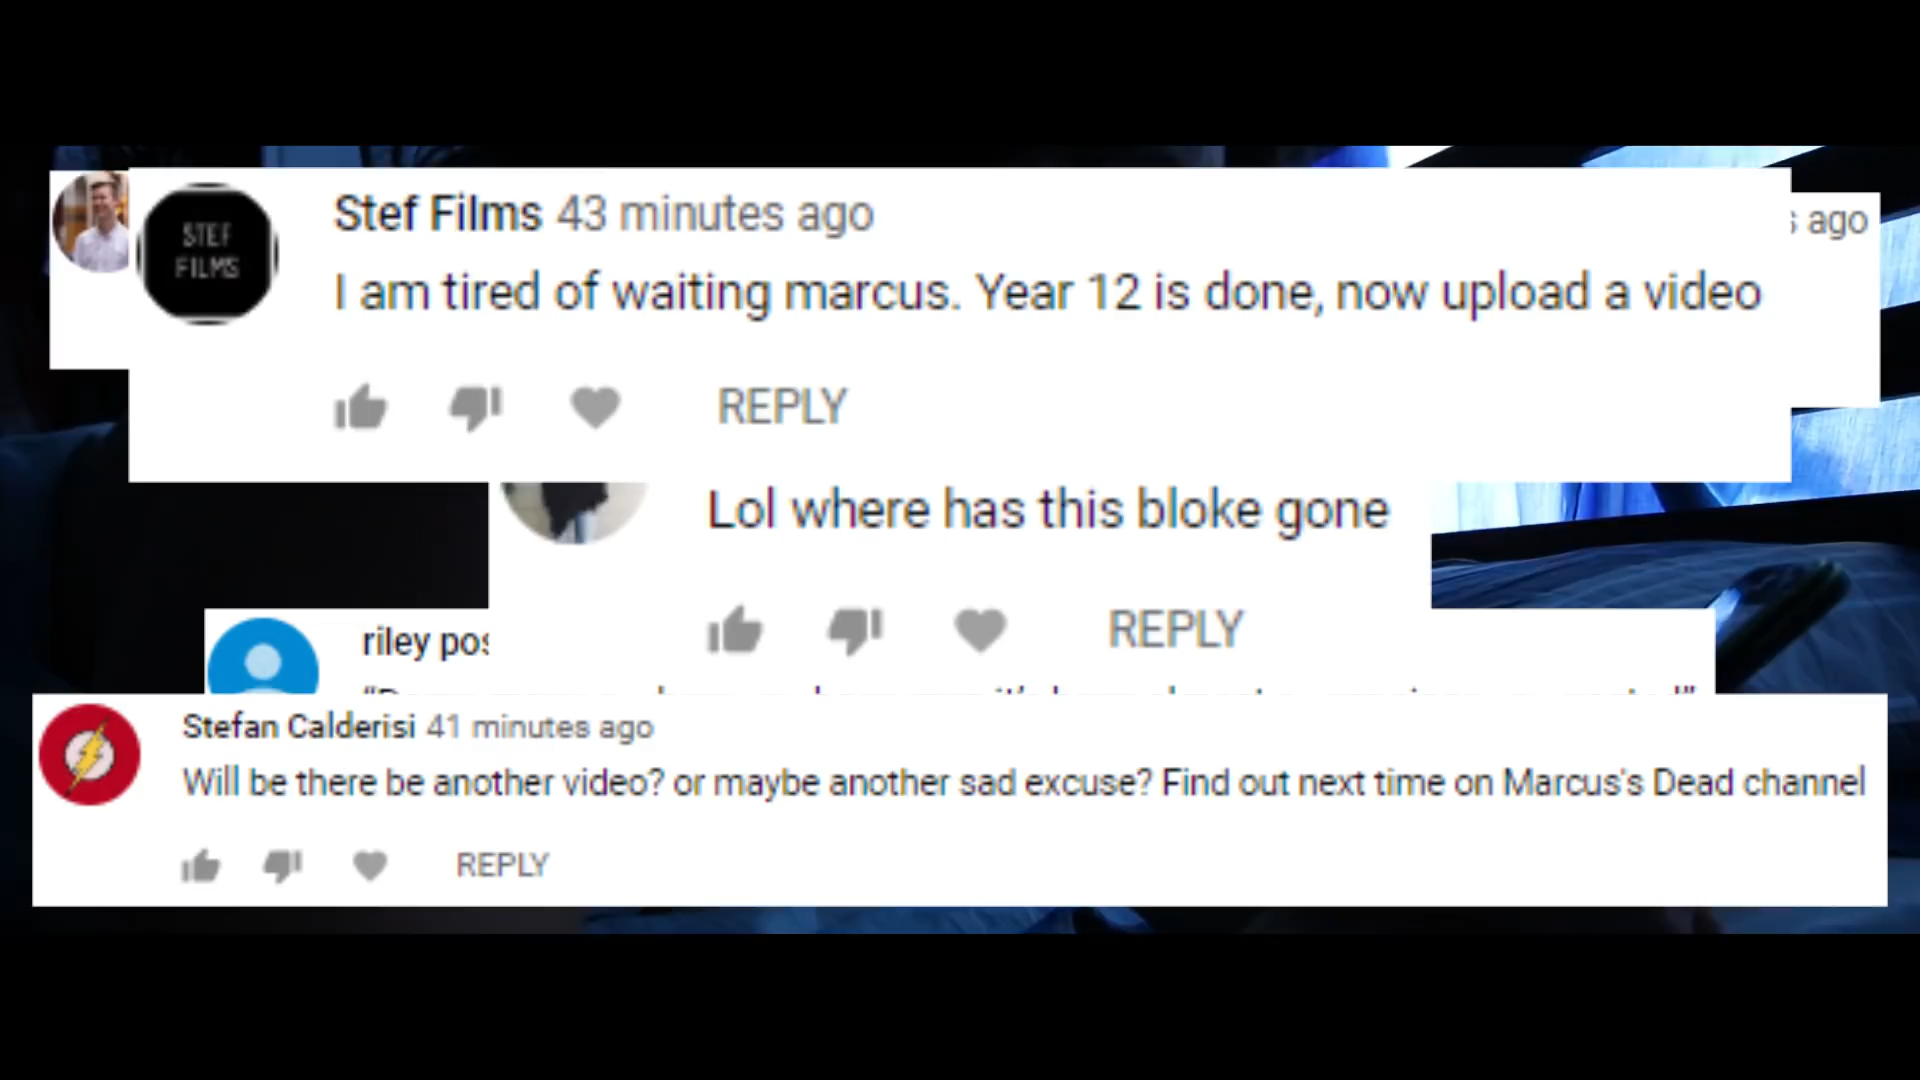 STEF
FILMS
Stef Films 43 minutes ago
ago
I am tired of waiting marcus. Year 12 is done, now upload a video
REPLY
Lol where has this bloke gone
REPLY
riley
Stefan Calderisi 41 minutes ago
Will be there be another video? or maybe another sad excuse? Find out next time on Marcus's Dead channel
REPLY